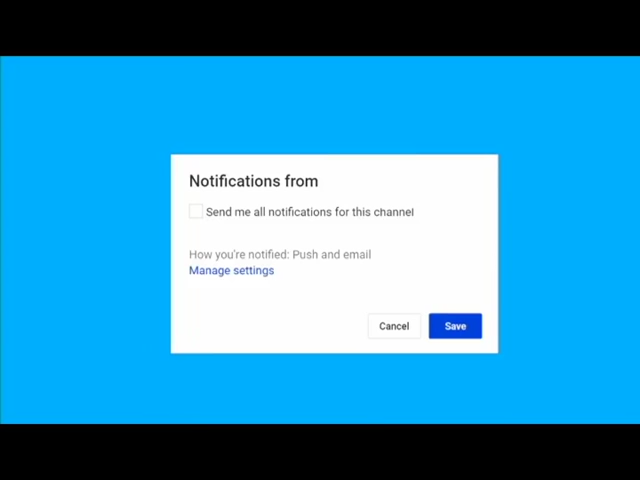 Notifications from
Send me all notifications for this channel
How you're notified: Push and email
Manage settings
Cancel
Save